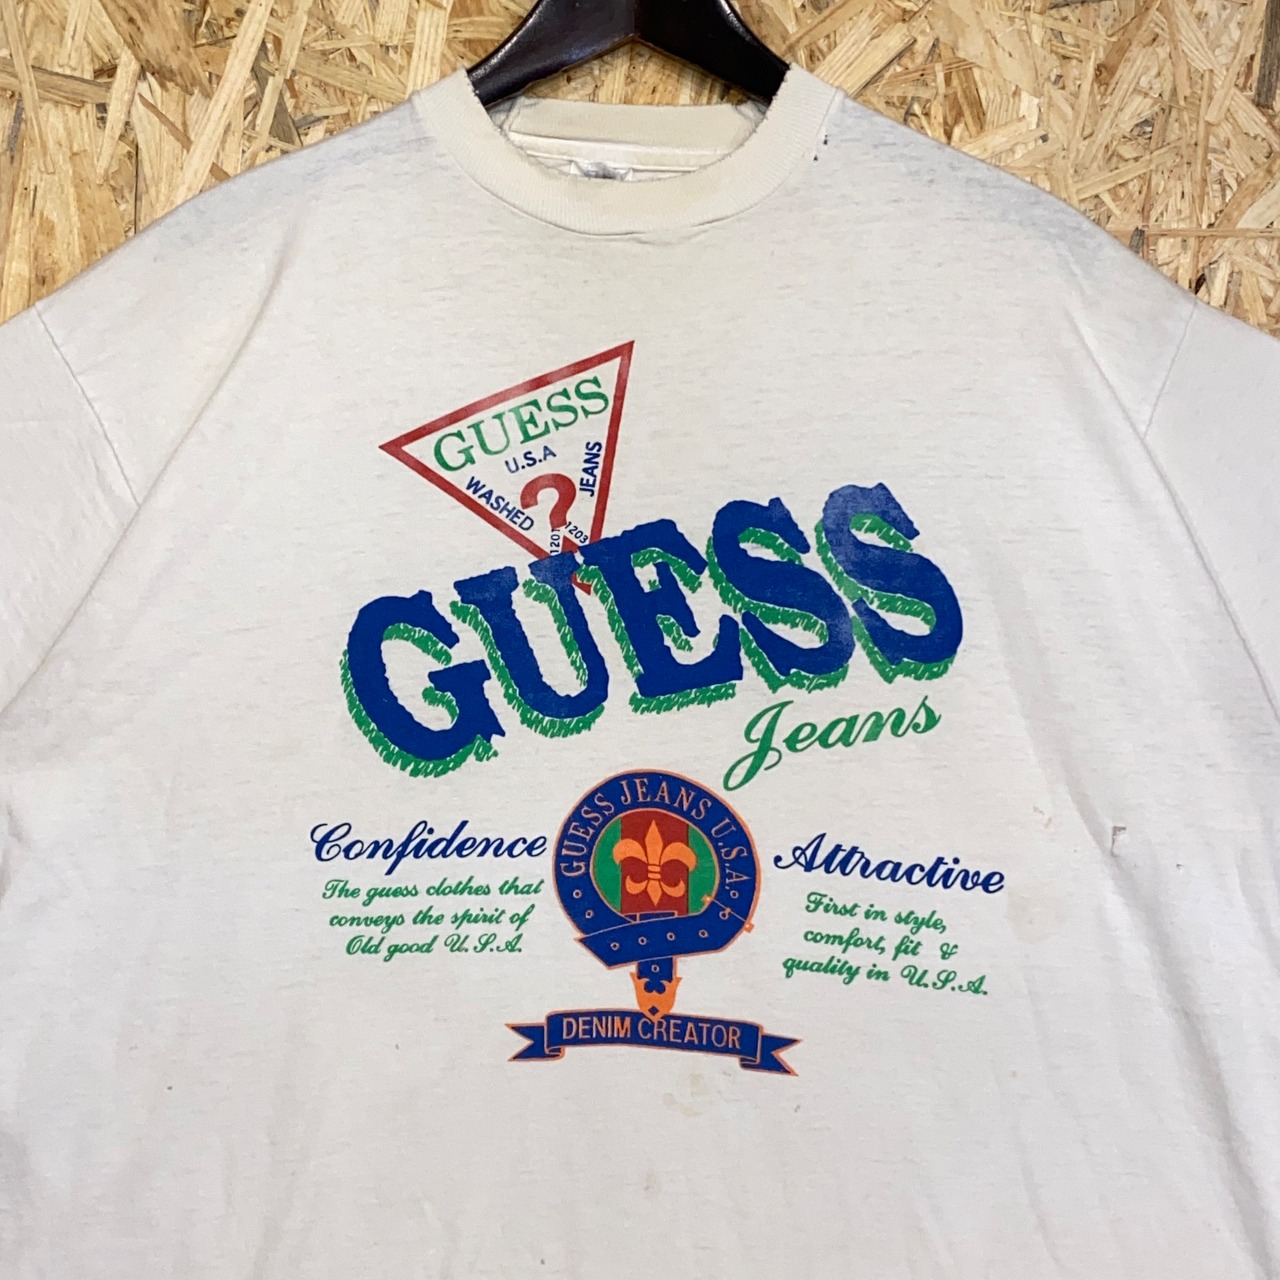 GUESS
U.S.A
WASHED
?
JEANS
1201
1203
GUESS
Jeans
GUESS JEANS U.S.A.
Confidence
The guess clothes that
conveys the spirit of
Old good U.S.A.
Attractive
First in style,
comfort, fit &
quality in U.S.A.
DENIM CREATOR